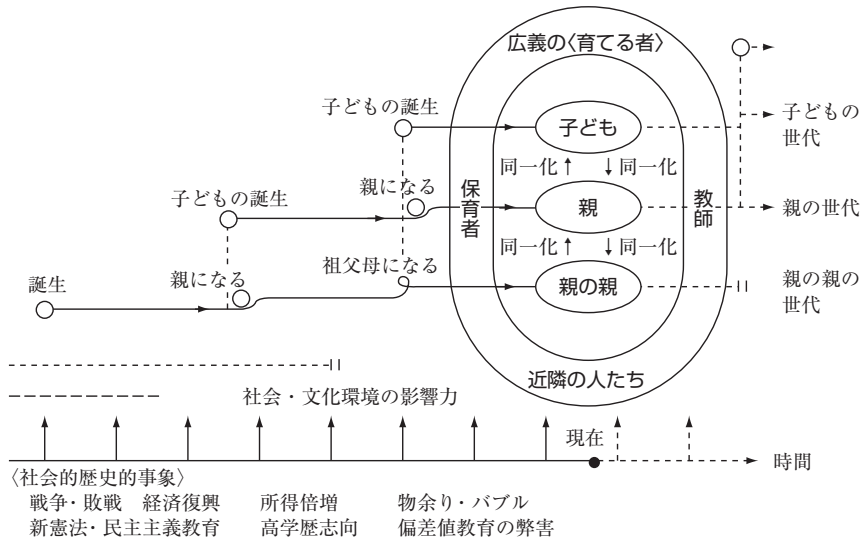 広義の〈育てる者〉
子どもの誕生
子ども
子どもの
世代
同一化↑ ↓同一化
親になる
子どもの誕生
保育者
親
教師
親の世代
同一化↑ ↓同一化
祖父母になる
誕生
親になる
親の親
親の親の
世代
近隣の人たち
社会・文化環境の影響力
現在
時間
〈社会的歴史的事象〉
戦争・敗戦 経済復興 所得倍増 物余り・バブル
新憲法・民主主義教育 高学歴志向 偏差値教育の弊害